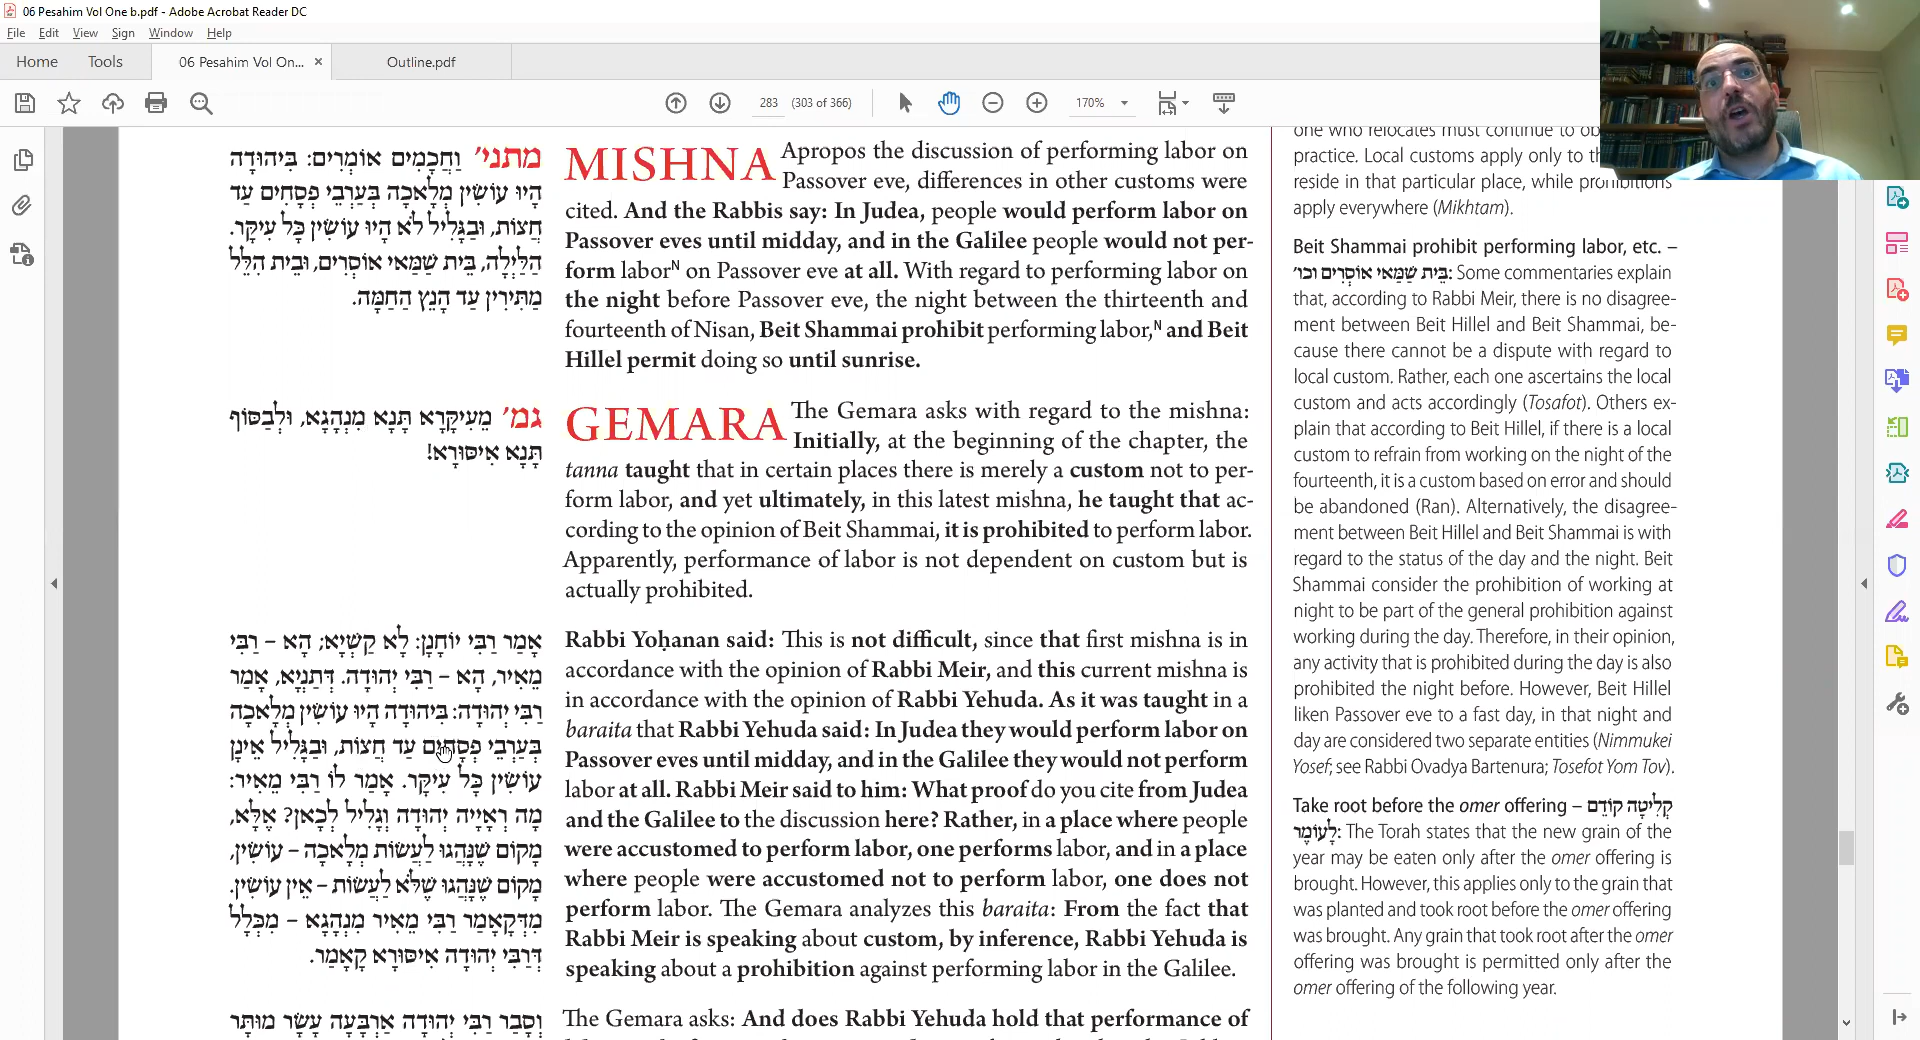 06 Pesahim Vol One b.pdf - Adobe Acrobat Reader DC
File Edit View Sign Window Help
Home Tools 06 Pesahim Vol On... × Outline.pdf
283 (303 of 366) 170%
מתני׳ וַחֲכָמִים אוֹמְרִים: בִּיהוּדָה
הָיוּ עוֹשִׂין מְלָאכָה בְּעַרְבֵי פְסָחִים עַד
חֲצוֹת, וּבַגָּלִיל לֹא הָיוּ עוֹשִׂין כָּל עִיקָּר.
הַלַּיְלָה, בֵּית שַׁמַּאי אוֹסְרִים, וּבֵית הִלֵּל
מַתִּירִין עַד הָנֵץ הַחַמָּה.
MISHNA Apropos the discussion of performing labor on
Passover eve, differences in other customs were
cited. And the Rabbis say: In Judea, people would perform labor on
Passover eves until midday, and in the Galilee people would not per-
form laborᴺ on Passover eve at all. With regard to performing labor on
the night before Passover eve, the night between the thirteenth and
fourteenth of Nisan, Beit Shammai prohibit performing labor,ᴺ and Beit
Hillel permit doing so until sunrise.
גמ׳ מֵעִיקָּרָא תָּנָא מִנְהָגָא, וּלְבַסּוֹף
תָּנָא אִיסּוּרָא!
GEMARA The Gemara asks with regard to the mishna:
Initially, at the beginning of the chapter, the
tanna taught that in certain places there is merely a custom not to per-
form labor, and yet ultimately, in this latest mishna, he taught that ac-
cording to the opinion of Beit Shammai, it is prohibited to perform labor.
Apparently, performance of labor is not dependent on custom but is
actually prohibited.
אָמַר רַבִּי יוֹחָנָן: לָא קַשְׁיָא; הָא – רַבִּי
מֵאִיר, הָא – רַבִּי יְהוּדָה. דְּתַנְיָא, אָמַר
רַבִּי יְהוּדָה: בִּיהוּדָה הָיוּ עוֹשִׂין מְלָאכָה
בְּעַרְבֵי פְסָחִים עַד חֲצוֹת, וּבַגָּלִיל אֵינָן
עוֹשִׂין כָּל עִיקָּר. אָמַר לוֹ רַבִּי מֵאִיר:
מָה רְאָיָיה יְהוּדָה וְגָלִיל לְכָאן? אֶלָּא,
מָקוֹם שֶׁנָּהֲגוּ לַעֲשׂוֹת מְלָאכָה – עוֹשִׂין,
מָקוֹם שֶׁנָּהֲגוּ שֶׁלֹּא לַעֲשׂוֹת – אֵין עוֹשִׂין.
מִדְּקָאָמַר רַבִּי מֵאִיר מִנְהָגָא – מִכְּלָל
דְּרַבִּי יְהוּדָה אִיסּוּרָא קָאָמַר.
Rabbi Yoḥanan said: This is not difficult, since that first mishna is in
accordance with the opinion of Rabbi Meir, and this current mishna is
in accordance with the opinion of Rabbi Yehuda. As it was taught in a
baraita that Rabbi Yehuda said: In Judea they would perform labor on
Passover eves until midday, and in the Galilee they would not perform
labor at all. Rabbi Meir said to him: What proof do you cite from Judea
and the Galilee to the discussion here? Rather, in a place where people
were accustomed to perform labor, one performs labor, and in a place
where people were accustomed not to perform labor, one does not
perform labor. The Gemara analyzes this baraita: From the fact that
Rabbi Meir is speaking about custom, by inference, Rabbi Yehuda is
speaking about a prohibition against performing labor in the Galilee.
וְסָבַר רַבִּי יְהוּדָה אַרְבָּעָה עָשָׂר מוּתָּר
The Gemara asks: And does Rabbi Yehuda hold that performance of
one who relocates must continue to
practice. Local customs apply only to
reside in that particular place, while prohibitions
apply everywhere (Mikhtam).
Beit Shammai prohibit performing labor, etc. –
בֵּית שַׁמַּאי אוֹסְרִים וכו׳: Some commentaries explain
that, according to Rabbi Meir, there is no disagree-
ment between Beit Hillel and Beit Shammai, be-
cause there cannot be a dispute with regard to
local custom. Rather, each one ascertains the local
custom and acts accordingly (Tosafot). Others ex-
plain that according to Beit Hillel, if there is a local
custom to refrain from working on the night of the
fourteenth, it is a custom based on error and should
be abandoned (Ran). Alternatively, the disagree-
ment between Beit Hillel and Beit Shammai is with
regard to the status of the day and the night. Beit
Shammai consider the prohibition of working at
night to be part of the general prohibition against
working during the day. Therefore, in their opinion,
any activity that is prohibited during the day is also
prohibited the night before. However, Beit Hillel
liken Passover eve to a fast day, in that night and
day are considered two separate entities (Nimmukei
Yosef; see Rabbi Ovadya Bartenura; Tosefot Yom Tov).
Take root before the omer offering – קְלִיטָה קוֹדֵם
לָעוֹמֶר: The Torah states that the new grain of the
year may be eaten only after the omer offering is
brought. However, this applies only to the grain that
was planted and took root before the omer offering
was brought. Any grain that took root after the omer
offering was brought is permitted only after the
omer offering of the following year.